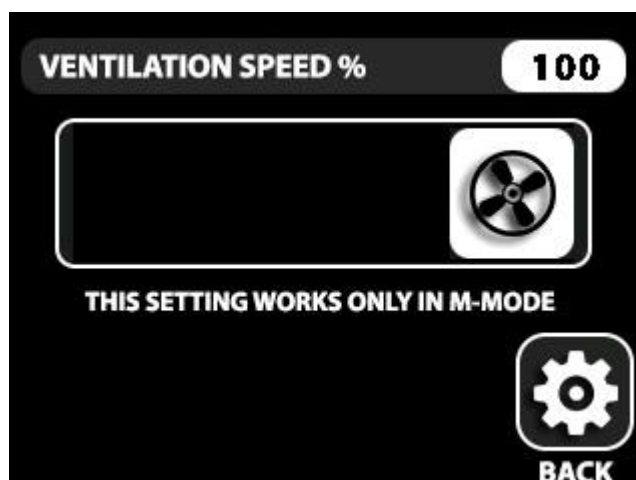 VENTILATION SPEED % 100
THIS SETTING WORKS ONLY IN M-MODE
BACK